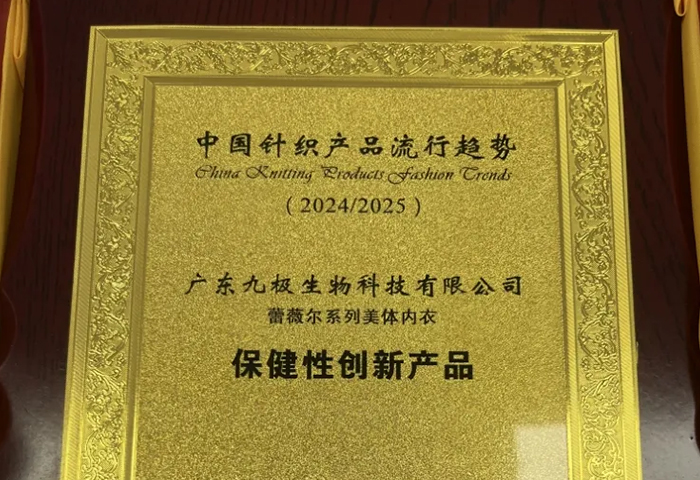 中国针织产品流行趋势
China Knitting Products Fashion Trends
(2024/2025)
广东九极生物科技有限公司
蕾薇尔系列美体内衣
保健性创新产品